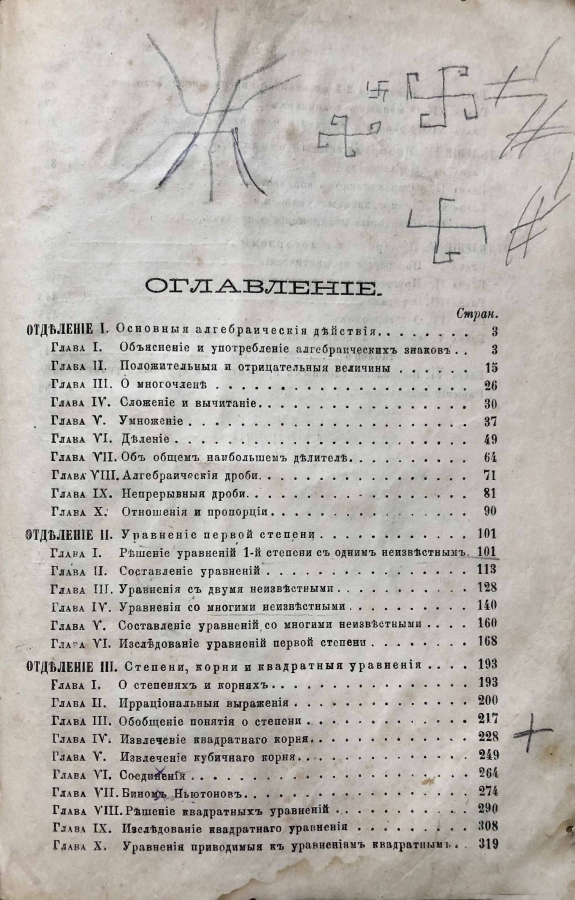 ОГЛАВЛЕНІЕ.
Стран.
ОТДѢЛЕНІЕ I. Основныя алгебраическія дѣйствія. 3
Глава I. Объясненіе и употребленіе алгебраическихъ знаковъ. 3
Глава II. Положительныя и отрицательныя величины 15
Глава III. О многочленѣ 26
Глава IV. Сложеніе и вычитаніе. 30
Глава V. Умноженіе 37
Глава VI. Дѣленіе 49
Глава VII. Объ общемъ наибольшемъ дѣлителѣ. 64
Глава VIII. Алгебраическія дроби. 71
Глава IX. Непрерывныя дроби. 81
Глава X. Отношенія и пропорціи 90
ОТДѢЛЕНІЕ II. Уравненіе первой степени 101
Глава I. Рѣшеніе уравненій 1-й степени съ однимъ неизвѣстнымъ. 101
Глава II. Составленіе уравненій 113
Глава III. Уравненія съ двумя неизвѣстными 128
Глава IV. Уравненія со многими неизвѣстными 140
Глава V. Составленіе уравненій со многими неизвѣстными 160
Глава VI. Изслѣдованіе уравненій первой степени 168
ОТДѢЛЕНІЕ III. Степени, корни и квадратныя уравненія 193
Глава I. О степеняхъ и корняхъ 193
Глава II. Ирраціональныя выраженія 200
Глава III. Обобщеніе понятія о степени 217
Глава IV. Извлеченіе квадратнаго корня. 228
Глава V. Извлеченіе кубичнаго корня. 249
Глава VI. Соединенія 264
Глава VII. Биномъ Ньютоновъ. 274
Глава VIII. Рѣшеніе квадратныхъ уравненій 290
Глава IX. Изслѣдованіе квадратнаго уравненія 308
Глава X. Уравненія приводимыя къ уравненіямъ квадратнымъ. 319